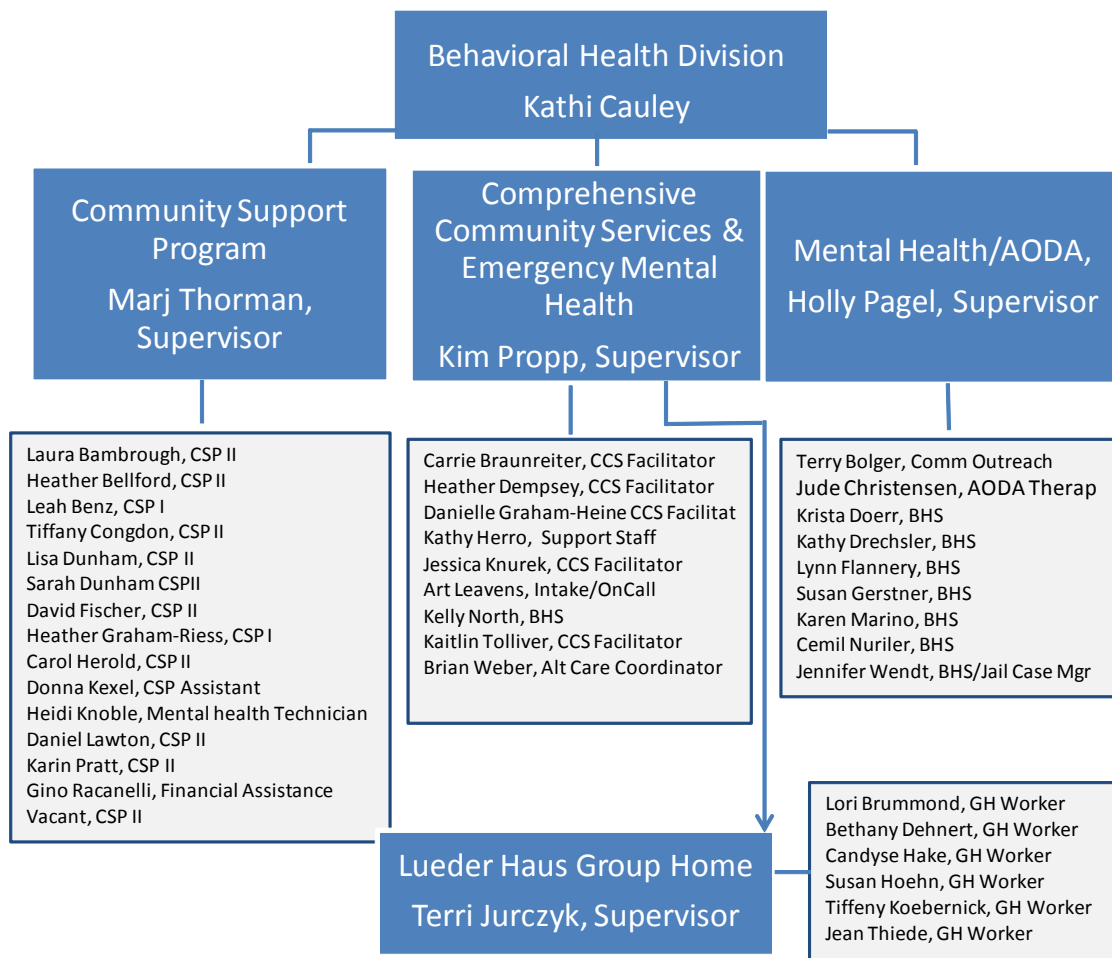 Behavioral Health Division
Kathi Cauley
Community Support
Program
Marj Thorman,
Supervisor
Comprehensive
Community Services &
Emergency Mental
Health
Kim Propp, Supervisor
Mental Health/AODA,
Holly Pagel, Supervisor
Laura Bambrough, CSP II
Heather Bellford, CSP II
Leah Benz, CSP I
Tiffany Congdon, CSP II
Lisa Dunham, CSP II
Sarah Dunham CSPII
David Fischer, CSP II
Heather Graham-Riess, CSP I
Carol Herold, CSP II
Donna Kexel, CSP Assistant
Heidi Knoble, Mental health Technician
Daniel Lawton, CSP II
Karin Pratt, CSP II
Gino Racanelli, Financial Assistance
Vacant, CSP II
Carrie Braunreiter, CCS Facilitator
Heather Dempsey, CCS Facilitator
Danielle Graham-Heine CCS Facilitat
Kathy Herro, Support Staff
Jessica Knurek, CCS Facilitator
Art Leavens, Intake/OnCall
Kelly North, BHS
Kaitlin Tolliver, CCS Facilitator
Brian Weber, Alt Care Coordinator
Terry Bolger, Comm Outreach
Jude Christensen, AODA Therap
Krista Doerr, BHS
Kathy Drechsler, BHS
Lynn Flannery, BHS
Susan Gerstner, BHS
Karen Marino, BHS
Cemil Nuriler, BHS
Jennifer Wendt, BHS/Jail Case Mgr
Lueder Haus Group Home
Terri Jurczyk, Supervisor
Lori Brummond, GH Worker
Bethany Dehnert, GH Worker
Candyse Hake, GH Worker
Susan Hoehn, GH Worker
Tiffeny Koebernick, GH Worker
Jean Thiede, GH Worker